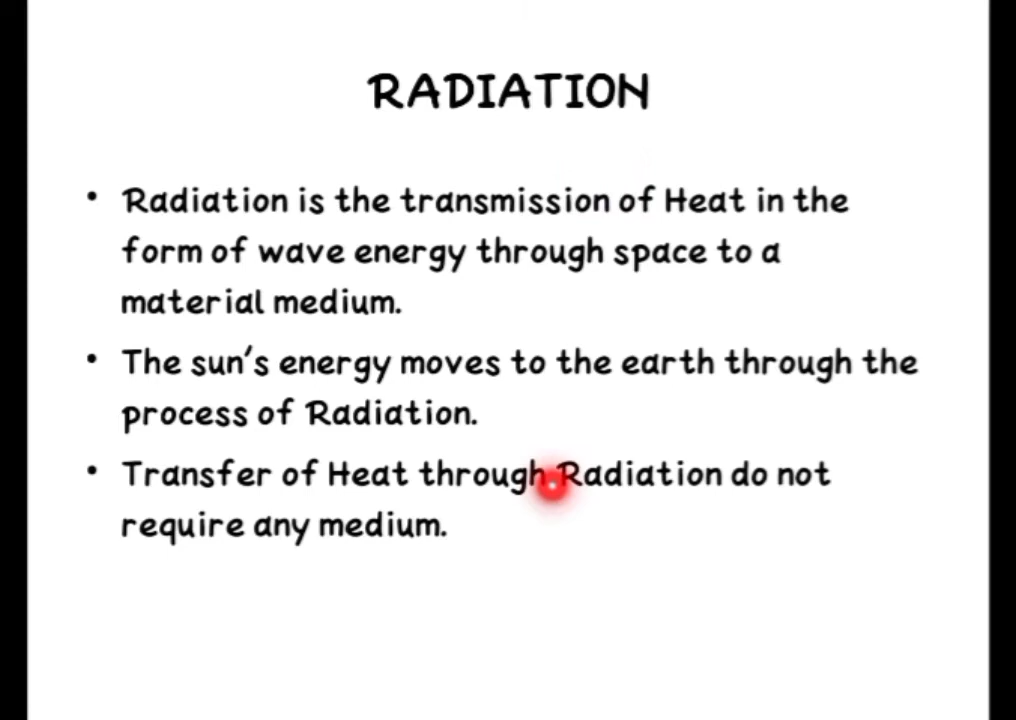 RADIATION
• Radiation is the transmission of Heat in the
form of wave energy through space to a
material medium.
• The sun's energy moves to the earth through the
process of Radiation.
• Transfer of Heat through Radiation do not
require any medium.